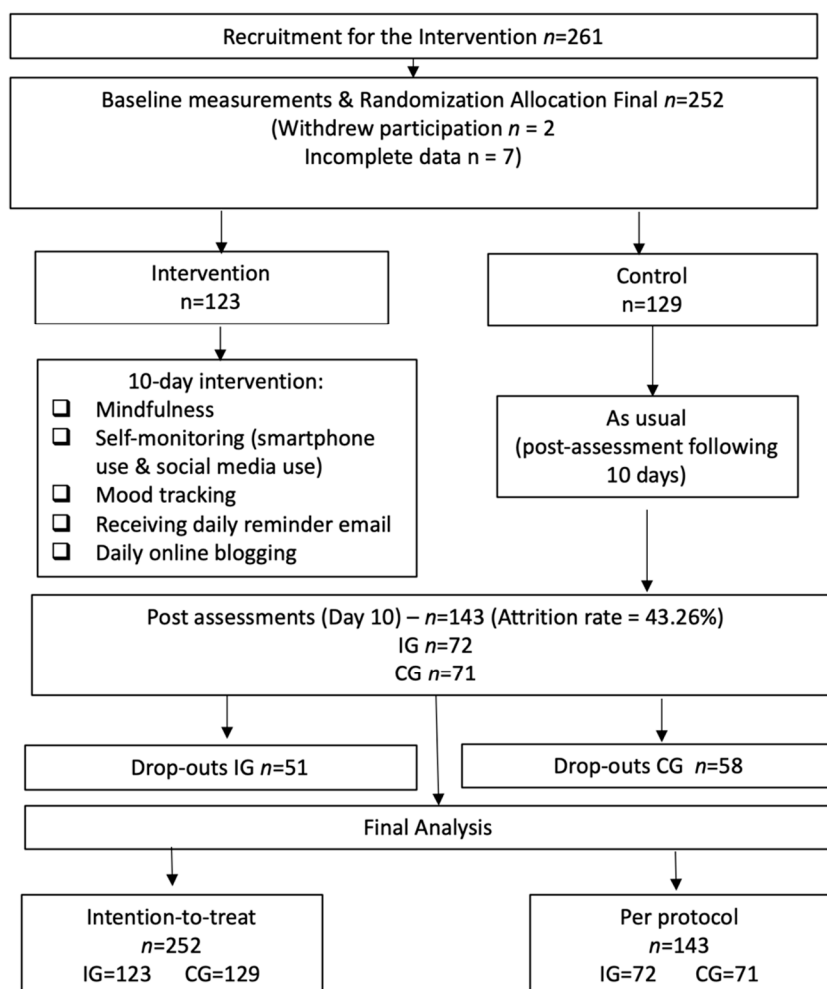 Recruitment for the Intervention n=261
Baseline measurements & Randomization Allocation Final n=252
(Withdrew participation n = 2
Incomplete data n = 7)
Intervention
n=123
Control
n=129
10-day intervention:
Mindfulness
Self-monitoring (smartphone
use & social media use)
Mood tracking
Receiving daily reminder email
Daily online blogging
As usual
(post-assessment following
10 days)
Post assessments (Day 10) – n=143 (Attrition rate = 43.26%)
IG n=72
CG n=71
Drop-outs IG n=51
Drop-outs CG n=58
Final Analysis
Intention-to-treat
n=252
IG=123 CG=129
Per protocol
n=143
IG=72 CG=71